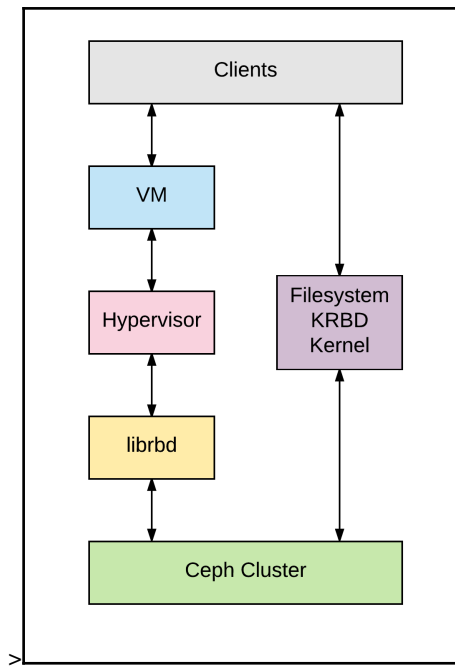 Clients
VM
Hypervisor
Filesystem
KRBD
Kernel
librbd
Ceph Cluster
>